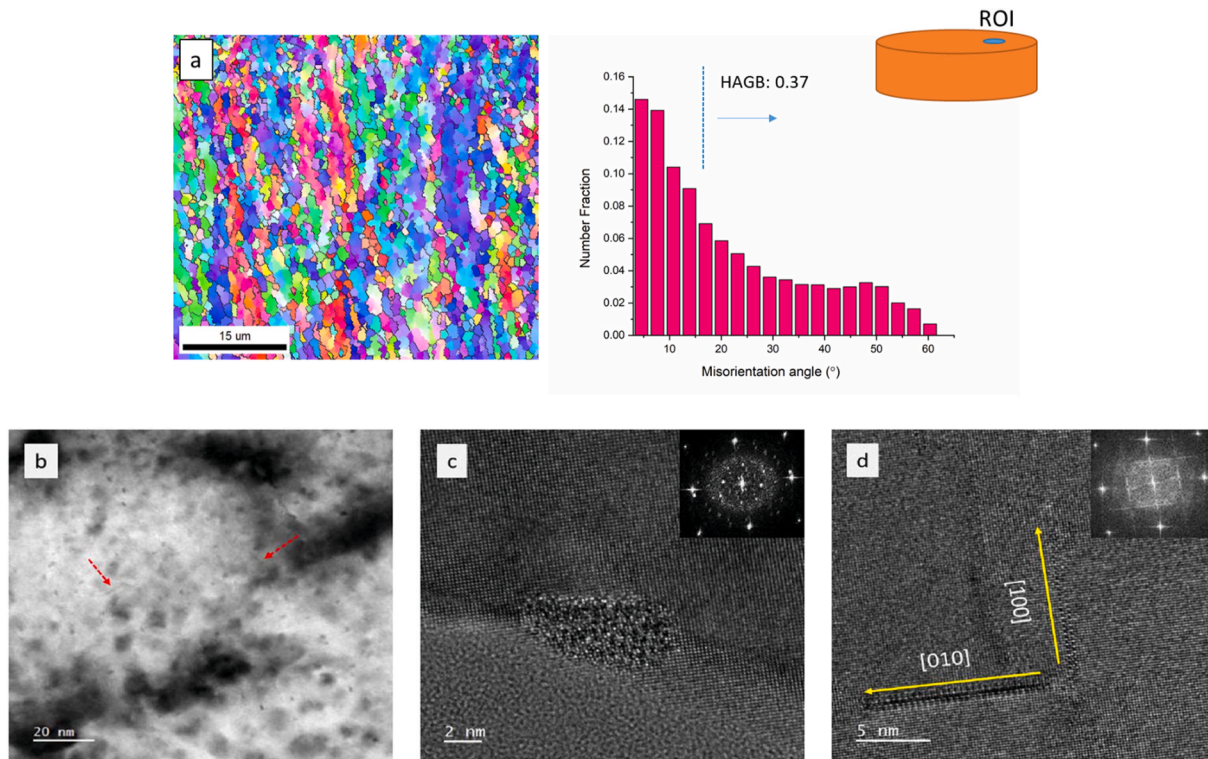 ROI
a
HAGB: 0.37
0.16
0.14
0.12
0.10
0.08
0.06
0.04
0.02
0.00
Number Fraction
10
20
30
40
50
60
Misorientation angle (°)
15 um
b
20 nm
c
2 nm
d
[100]
[010]
5 nm